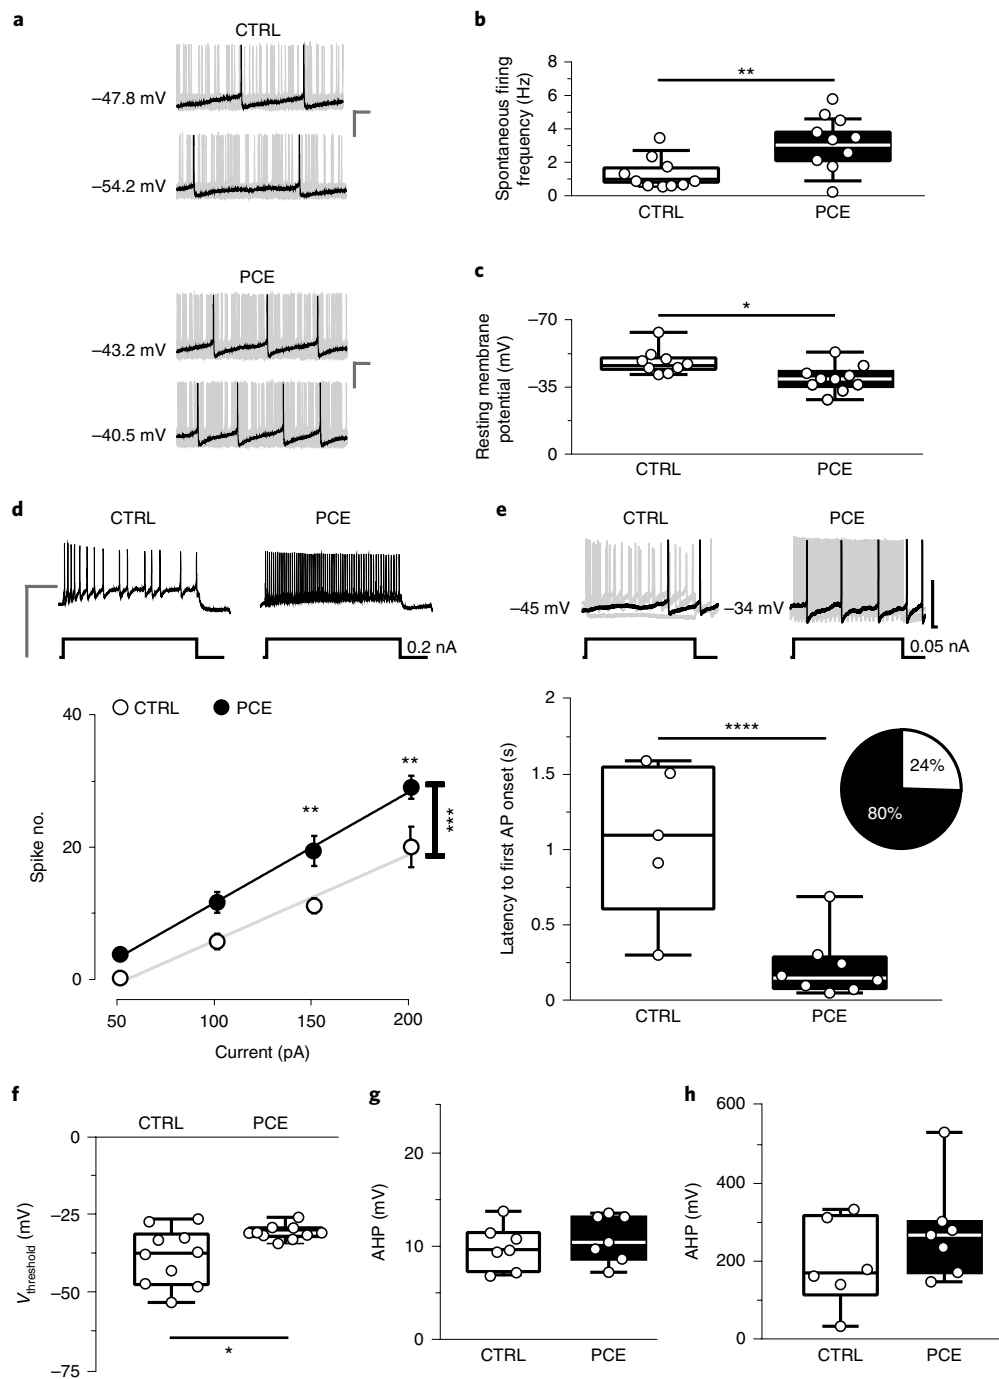 a
CTRL
–47.8 mV
–54.2 mV
PCE
–43.2 mV
–40.5 mV
b
Spontaneous firing
frequency (Hz)
8
6
4
2
0
**
CTRL
PCE
c
Resting membrane
potential (mV)
–70
–35
0
*
CTRL
PCE
d
CTRL
PCE
0.2 nA
CTRL
PCE
Spike no.
40
20
0
**
**
***
50
100
150
200
Current (pA)
e
CTRL
PCE
–45 mV
–34 mV
0.05 nA
Latency to first AP onset (s)
2
1.5
1
0.5
0
****
24%
80%
CTRL
PCE
f
CTRL
PCE
Vthreshold (mV)
0
–25
–50
–75
*
g
AHP (mV)
20
10
0
CTRL
PCE
h
AHP (mV)
600
400
200
0
CTRL
PCE